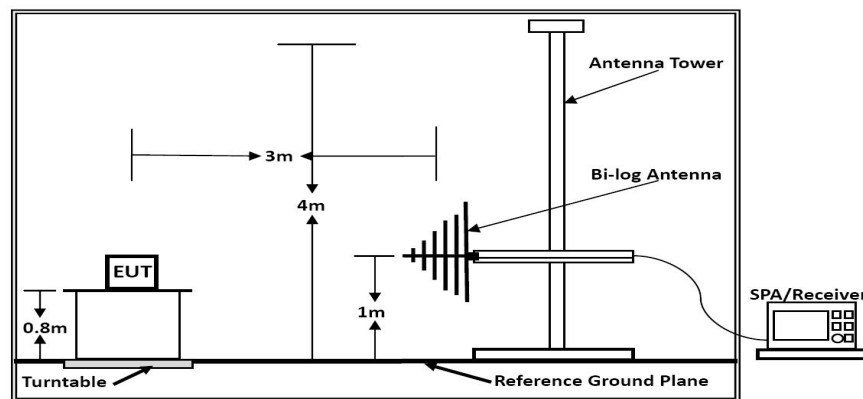 Antenna Tower
3m
Bi-log Antenna
4m
EUT
SPA/Receiver
0.8m
1m
Turntable
Reference Ground Plane